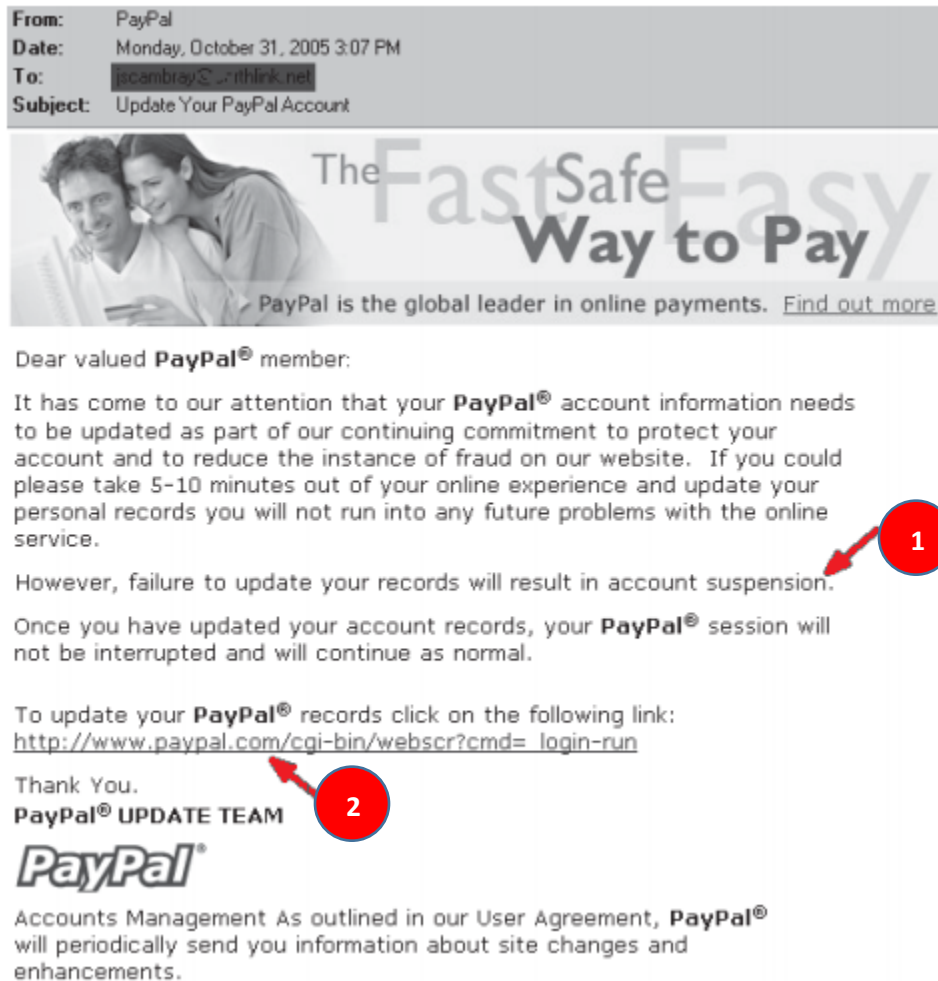 From: PayPal
Date: Monday, October 31, 2005 3:07 PM
To:
Subject: Update Your PayPal Account
The Fast Safe Easy
Way to Pay
PayPal is the global leader in online payments. Find out more
Dear valued PayPal® member:
It has come to our attention that your PayPal® account information needs
to be updated as part of our continuing commitment to protect your
account and to reduce the instance of fraud on our website. If you could
please take 5-10 minutes out of your online experience and update your
personal records you will not run into any future problems with the online
service.
1
However, failure to update your records will result in account suspension.
Once you have updated your account records, your PayPal® session will
not be interrupted and will continue as normal.
To update your PayPal® records click on the following link:
http://www.paypal.com/cgi-bin/webscr?cmd=_login-run
Thank You.
2
PayPal® UPDATE TEAM
PayPal®
Accounts Management As outlined in our User Agreement, PayPal®
will periodically send you information about site changes and
enhancements.